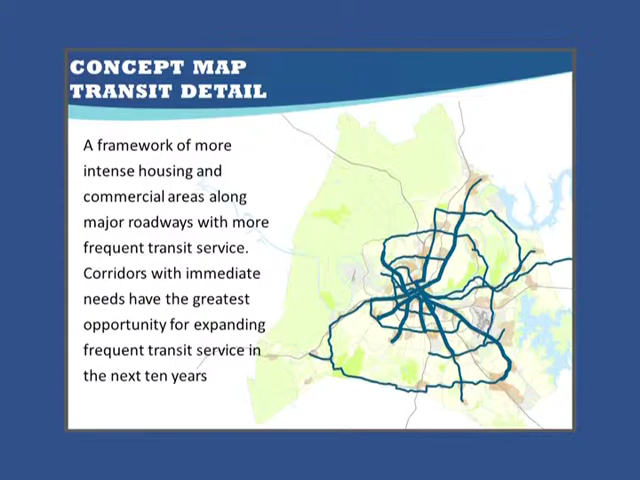 CONCEPT MAP
TRANSIT DETAIL
A framework of more
intense housing and
commercial areas along
major roadways with more
frequent transit service.
Corridors with immediate
needs have the greatest
opportunity for expanding
frequent transit service in
the next ten years